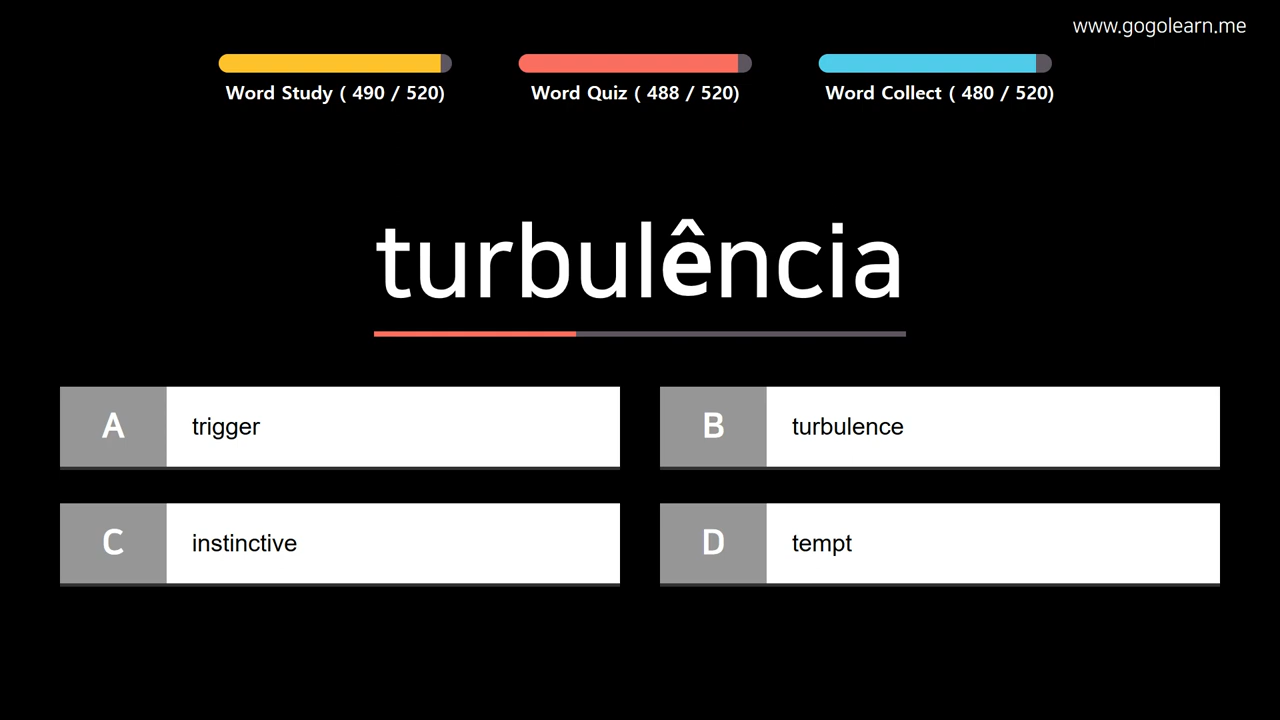 www.gogolearn.me
Word Study ( 490 / 520)
Word Quiz ( 488 / 520)
Word Collect ( 480 / 520)
turbulência
A trigger
B turbulence
C instinctive
D tempt